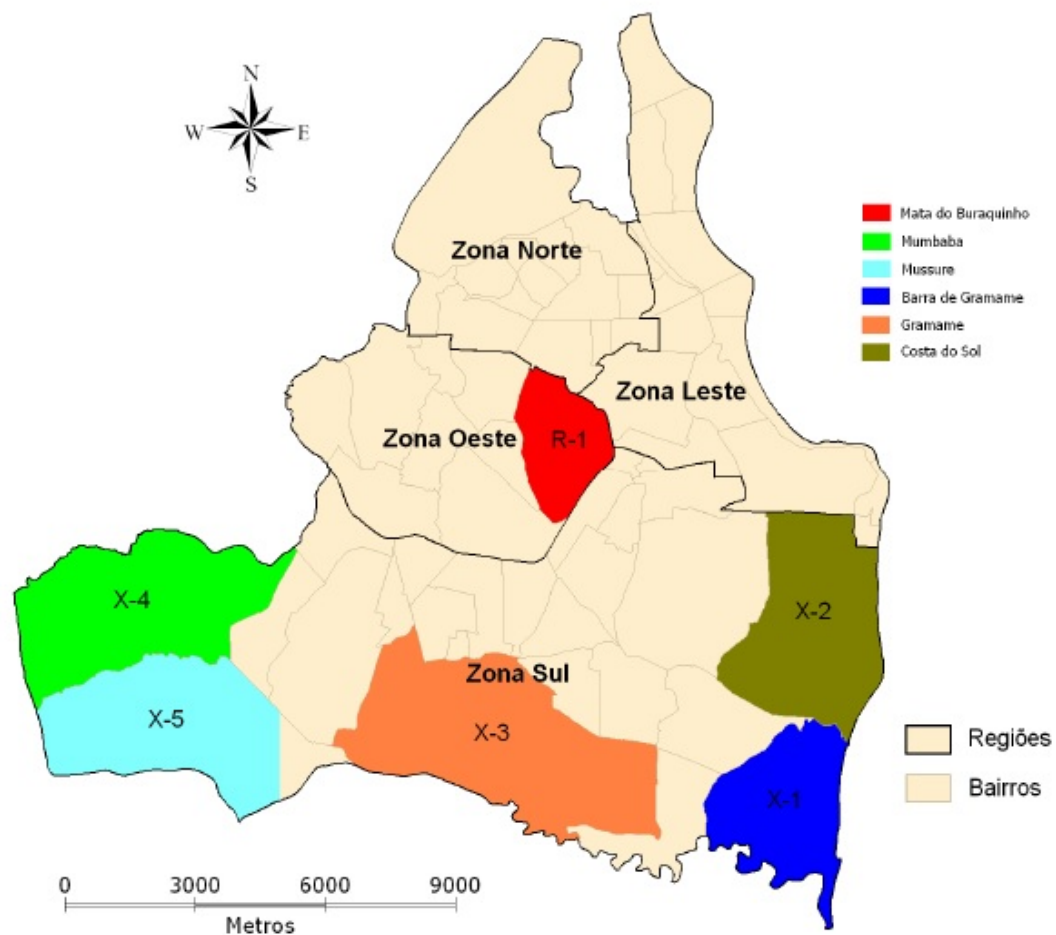 N
W E
S
Mata do Buraquinho
Mumbaba
Mussure
Barra de Gramame
Gramame
Costa do Sol
Zona Norte
Zona Leste
Zona Oeste
R-1
X-4
X-2
Zona Sul
X-5
X-3
X-1
Regiões
Bairros
0 3000 6000 9000
Metros